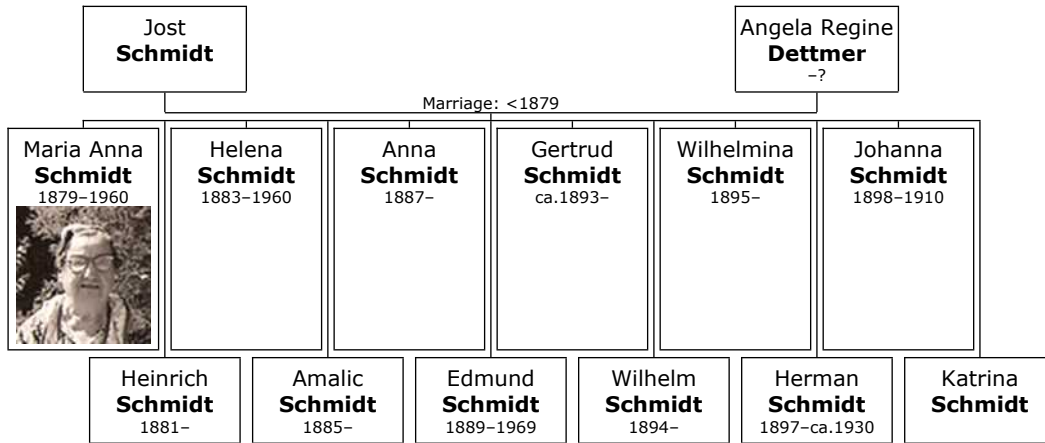 Jost
Schmidt
Angela Regine
Dettmer
–?
Marriage: <1879
Maria Anna
Schmidt
1879–1960
Helena
Schmidt
1883–1960
Anna
Schmidt
1887–
Gertrud
Schmidt
ca.1893–
Wilhelmina
Schmidt
1895–
Johanna
Schmidt
1898–1910
Heinrich
Schmidt
1881–
Amalic
Schmidt
1885–
Edmund
Schmidt
1889–1969
Wilhelm
Schmidt
1894–
Herman
Schmidt
1897–ca.1930
Katrina
Schmidt